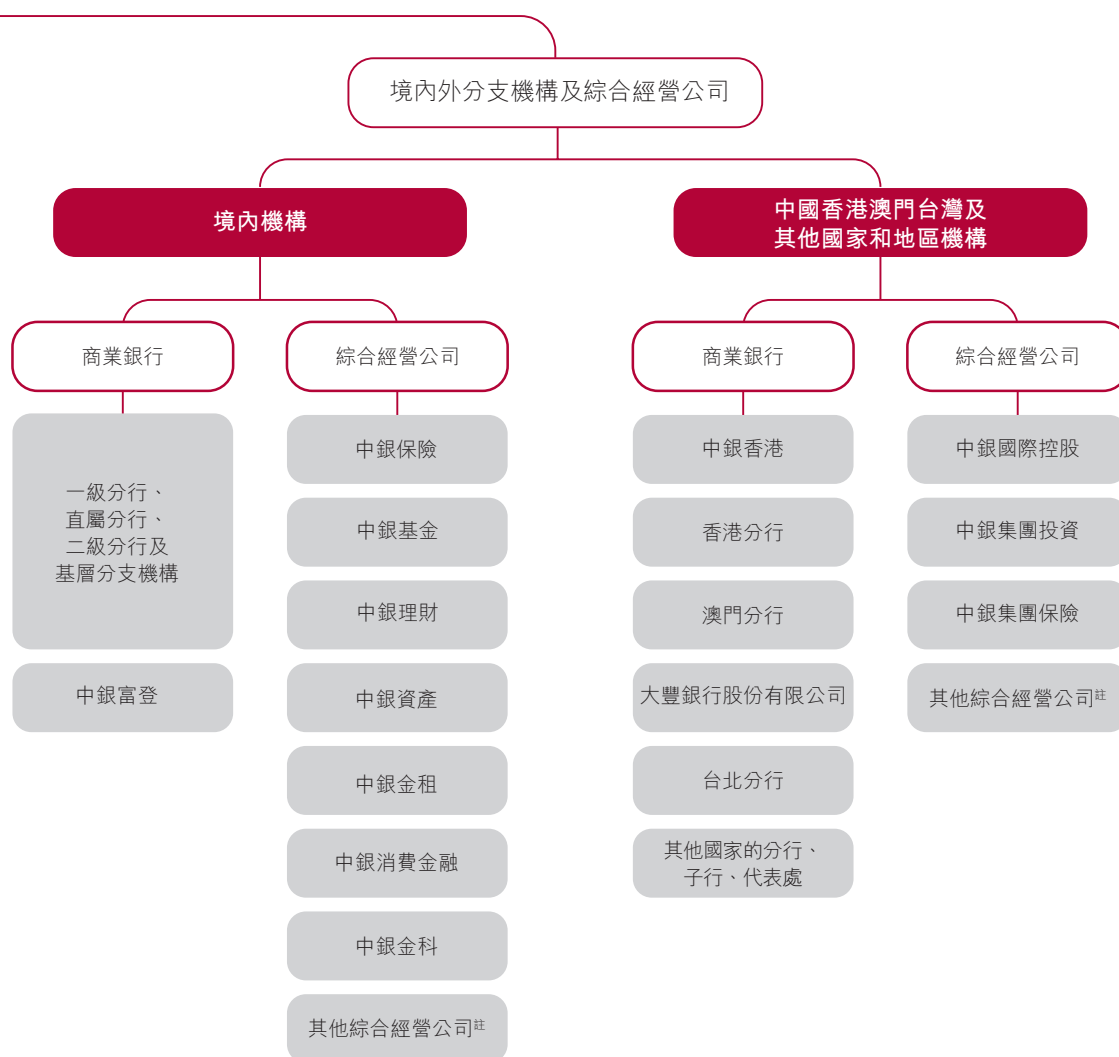 境內外分支機構及綜合經營公司
境內機構
中國香港澳門台灣及
其他國家和地區機構
商業銀行
綜合經營公司
商業銀行
綜合經營公司
一級分行、
直屬分行、
二級分行及
基層分支機構
中銀富登
中銀保險
中銀基金
中銀理財
中銀資產
中銀金租
中銀消費金融
中銀金科
其他綜合經營公司註
中銀香港
香港分行
澳門分行
大豐銀行股份有限公司
台北分行
其他國家的分行、
子行、代表處
中銀國際控股
中銀集團投資
中銀集團保險
其他綜合經營公司註